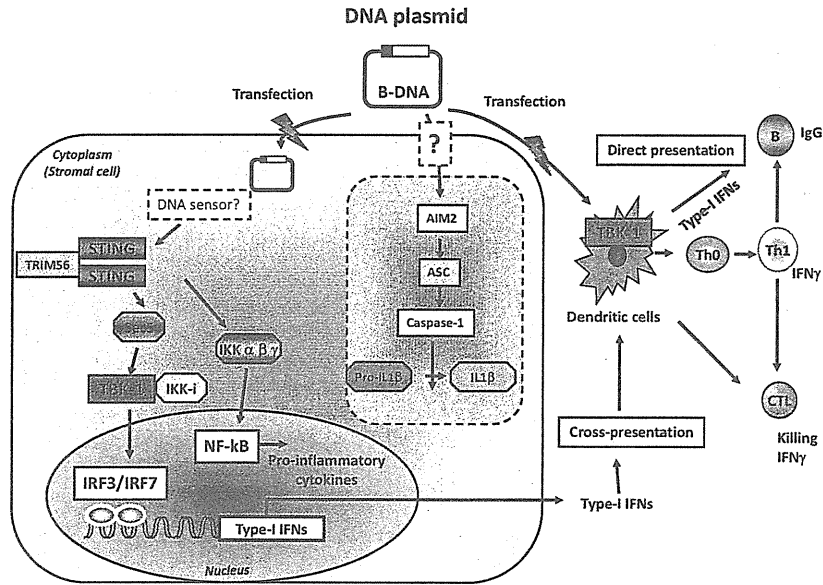 DNA plasmid
B-DNA
Transfection
Transfection
?
Cytoplasm
(Stromal cell)
DNA sensor?
STING
TRIM56
STING
IKK α β γ
TBK-1
IKK-i
NF-kB
Pro-inflammatory
cytokines
IRF3/IRF7
Type-I IFNs
Nucleus
AIM2
ASC
Caspase-1
Pro-IL1β
IL1β
Direct presentation
B
IgG
Type-I IFNs
TBK-1
Th0
Th1
IFNγ
Dendritic cells
CTL
Killing
IFNγ
Cross-presentation
Type-I IFNs